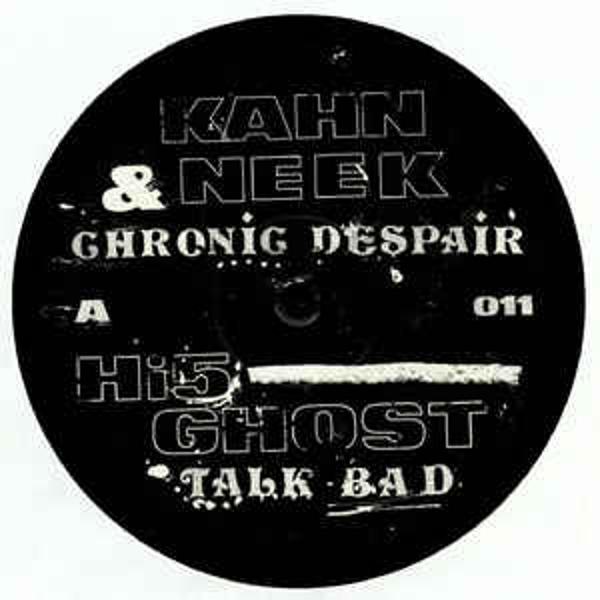 KAHN
& NEEK
CHRONIC DESPAIR
A 011
Hi5
GHOST
TALK BAD